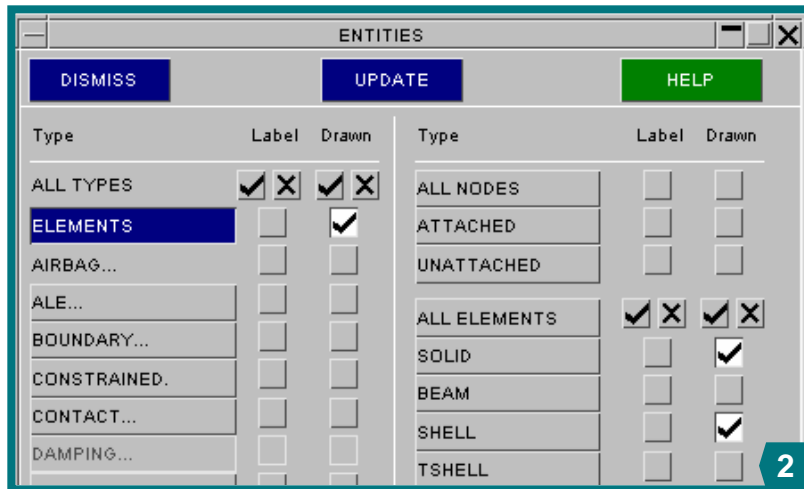 ENTITIES
DISMISS UPDATE HELP
Type Label Drawn
ALL TYPES
ELEMENTS
AIRBAG...
ALE...
BOUNDARY...
CONSTRAINED.
CONTACT...
DAMPING...
Type Label Drawn
ALL NODES
ATTACHED
UNATTACHED
ALL ELEMENTS
SOLID
BEAM
SHELL
TSHELL
2